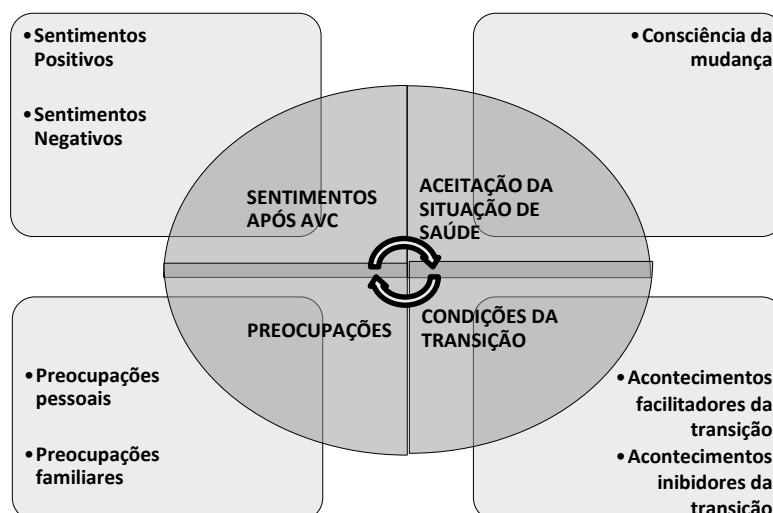 •Sentimentos
Positivos
•Sentimentos
Negativos
•Consciência da
mudança
SENTIMENTOS
APÓS AVC
ACEITAÇÃO DA
SITUAÇÃO DE
SAÚDE
PREOCUPAÇÕES
CONDIÇÕES DA
TRANSIÇÃO
•Preocupações
pessoais
•Preocupações
familiares
•Acontecimentos
facilitadores da
transição
•Acontecimentos
inibidores da
transição